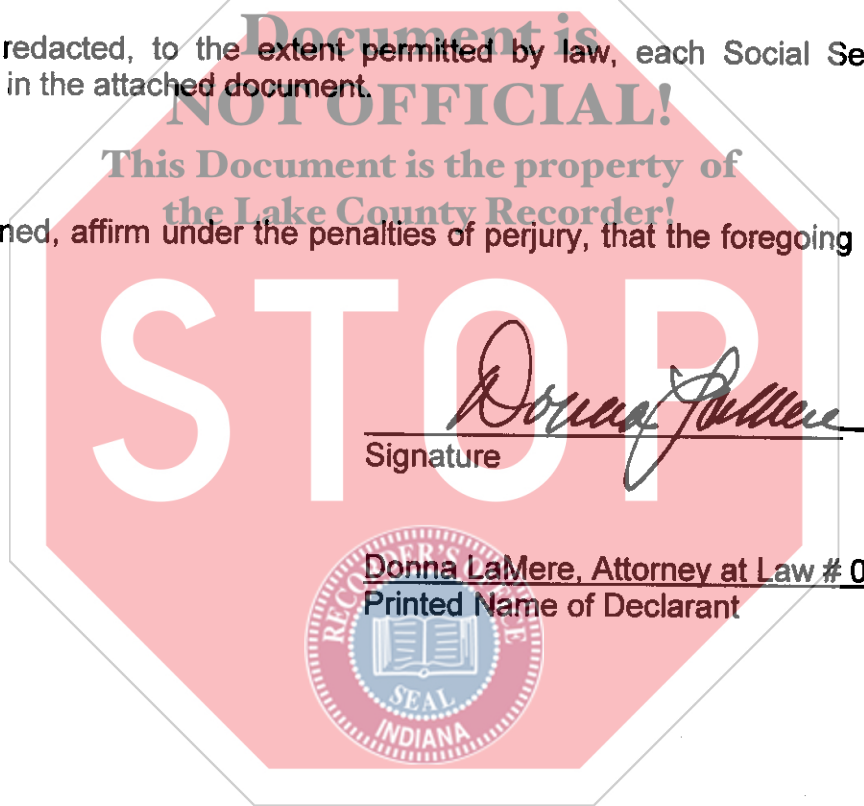 Document is
redacted, to the extent permitted by law, each Social Se
in the attached document.
NOT OFFICIAL!
This Document is the property of
the Lake County Recorder!
ned, affirm under the penalties of perjury, that the foregoing
STOP
Donna LaMere
Signature
Donna LaMere, Attorney at Law # 0
Printed Name of Declarant
RECORDER'S OFFICE
SEAL
INDIANA